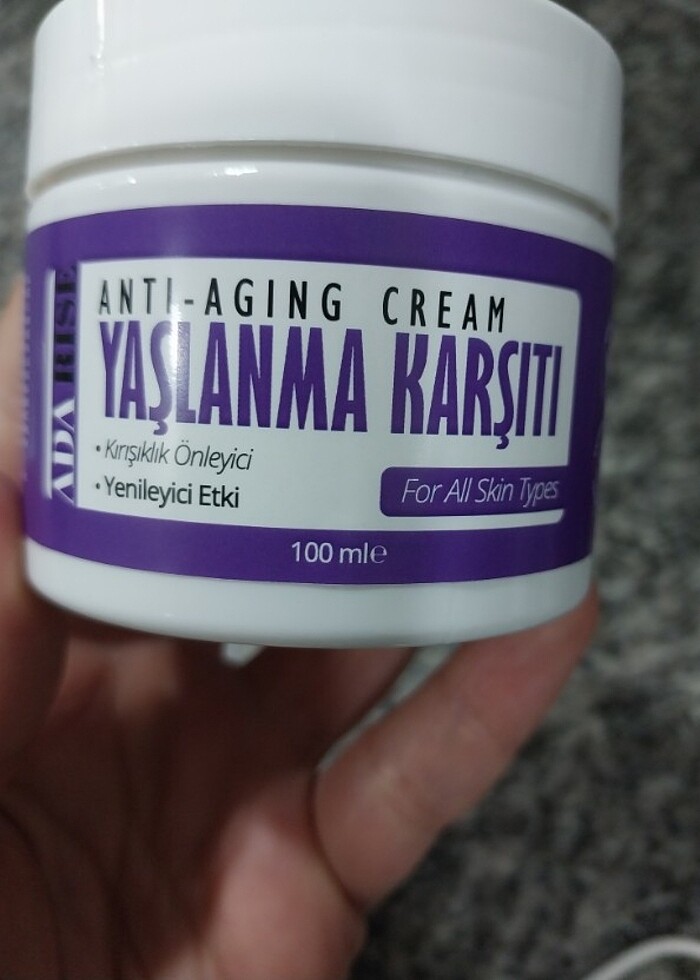 ADA RISE
ANTI-AGING CREAM
YAŞLANMA KARŞITI
• Kırışıklık Önleyici
• Yenileyici Etki
For All Skin Types
100 ml℮